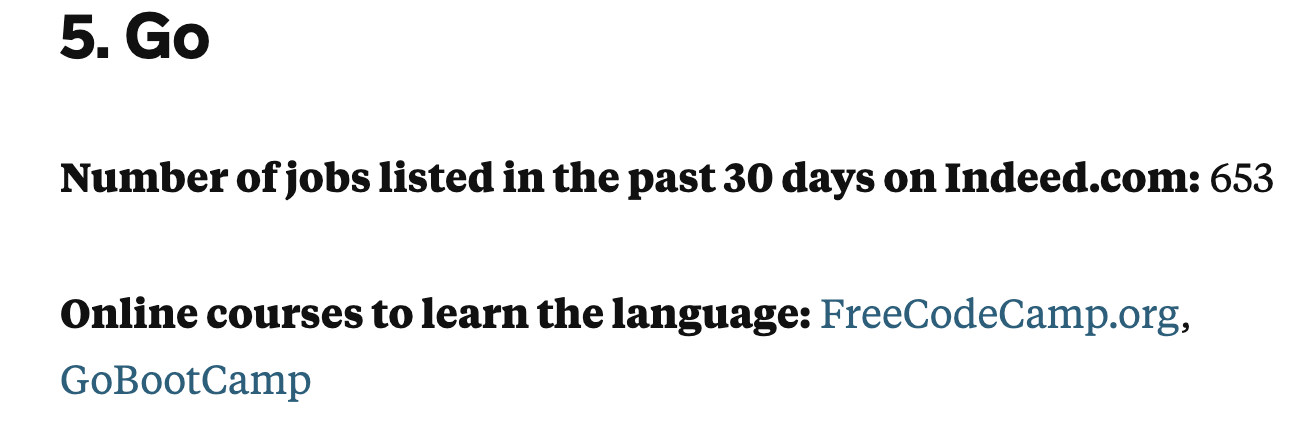 5. Go
Number of jobs listed in the past 30 days on Indeed.com: 653
Online courses to learn the language: FreeCodeCamp.org,
GoBootCamp